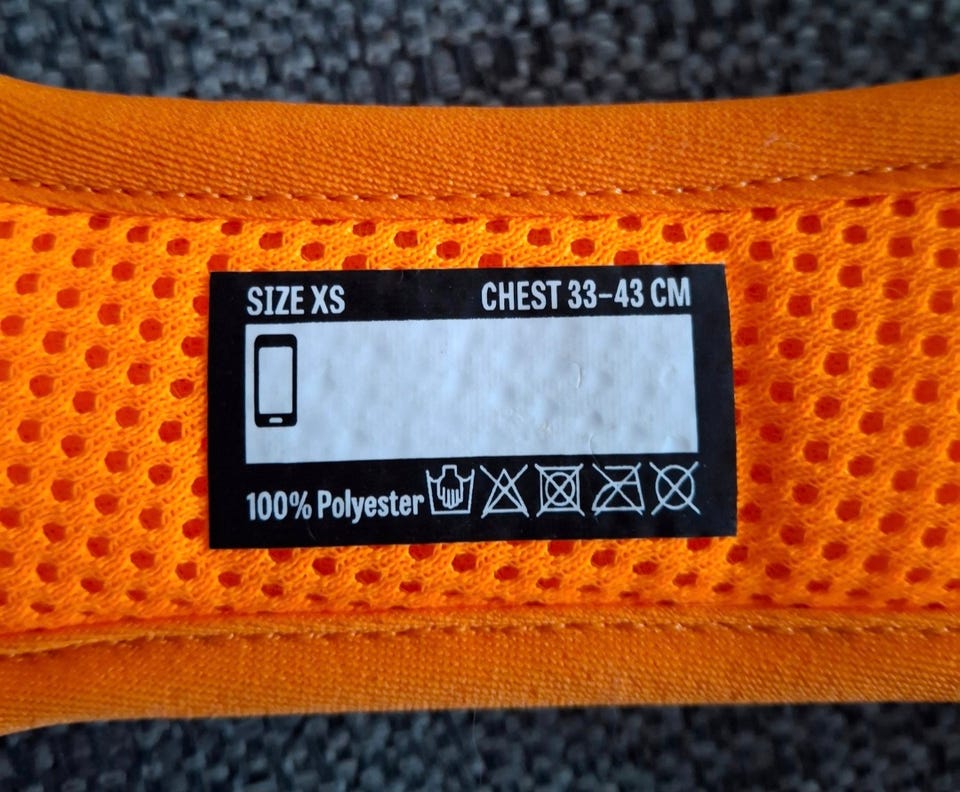 SIZE XS CHEST 33–43 CM
100% Polyester